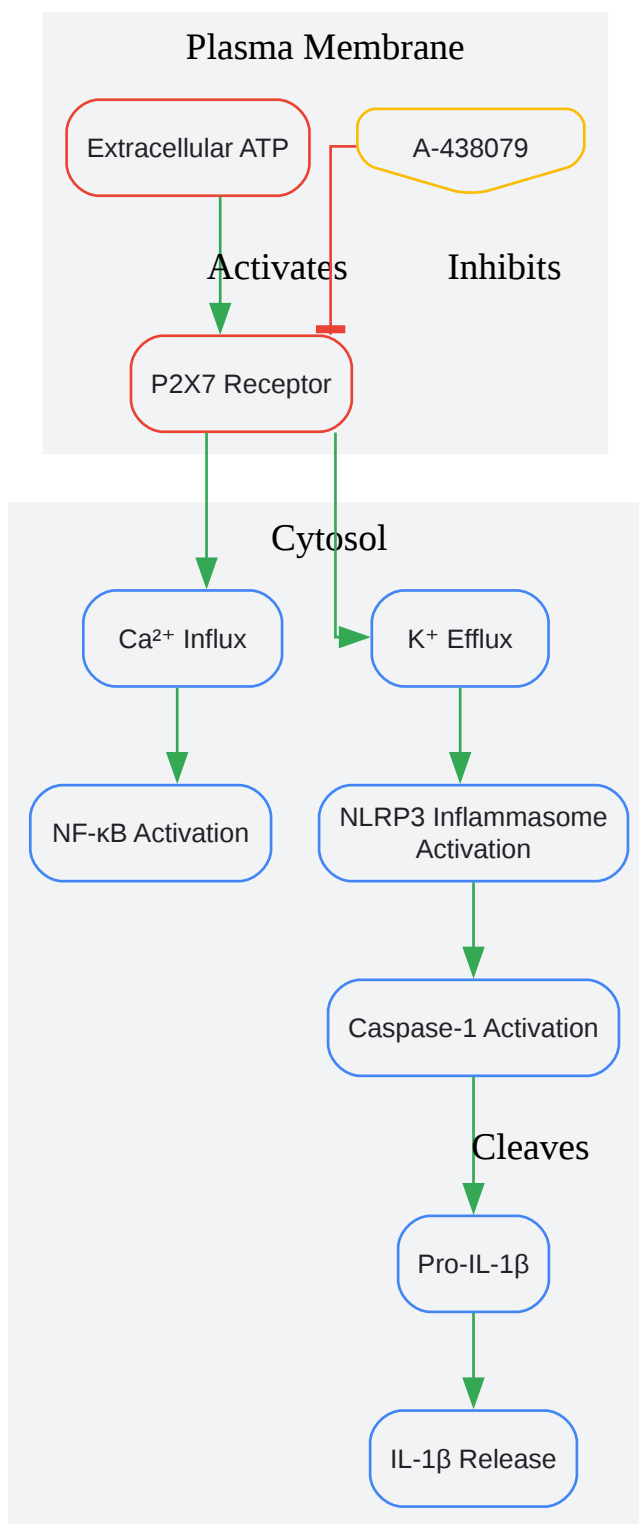 Plasma Membrane
Extracellular ATP
A-438079
Activates
Inhibits
P2X7 Receptor
Cytosol
Ca²⁺ Influx
K⁺ Efflux
NF-κB Activation
NLRP3 Inflammasome
Activation
Caspase-1 Activation
Cleaves
Pro-IL-1β
IL-1β Release